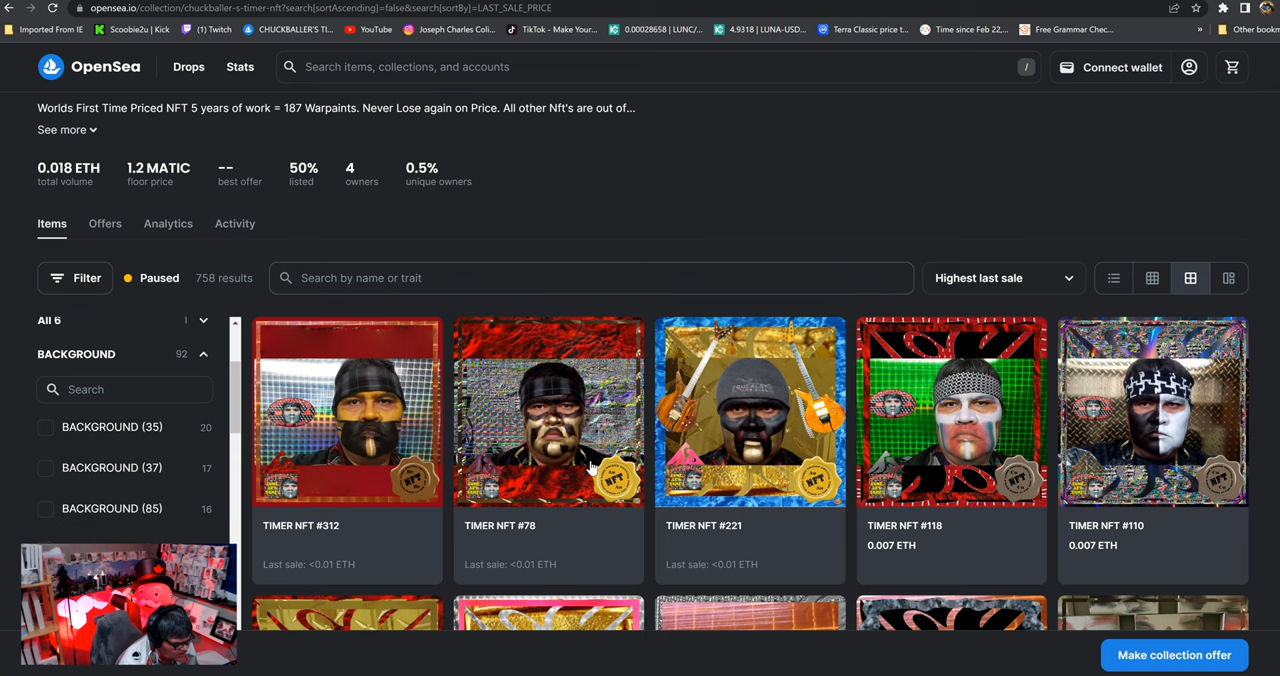 opensea.io/collection/chuckballer-s-timer-nft?search[sortAscending]=false&search[sortBy]=LAST_SALE_PRICE
Imported From IE
Scoobie2u | Kick
(1) Twitch
CHUCKBALLER'S TI...
YouTube
Joseph Charles Coli...
TikTok - Make Your...
0.00028658 | LUNC/...
4.9318 | LUNA-USD...
Terra Classic price t...
Time since Feb 22,...
Free Grammar Chec...
»
Other bookm
OpenSea
Drops
Stats
Search items, collections, and accounts
/
Connect wallet
Worlds First Time Priced NFT 5 years of work = 187 Warpaints. Never Lose again on Price. All other Nft's are out of...
See more
0.018 ETH
1.2 MATIC
--
50%
4
0.5%
total volume
floor price
best offer
listed
owners
unique owners
Items
Offers
Analytics
Activity
Filter
Paused
758 results
Search by name or trait
Highest last sale
All 6
BACKGROUND
92
Search
BACKGROUND (35)
20
BACKGROUND (37)
17
BACKGROUND (85)
16
NFT
NFT
NFT
NFT
NFT
TIMER NFT #312
TIMER NFT #78
TIMER NFT #221
TIMER NFT #118
TIMER NFT #110
0.007 ETH
0.007 ETH
Last sale: <0.01 ETH
Last sale: <0.01 ETH
Last sale: <0.01 ETH
Make collection offer